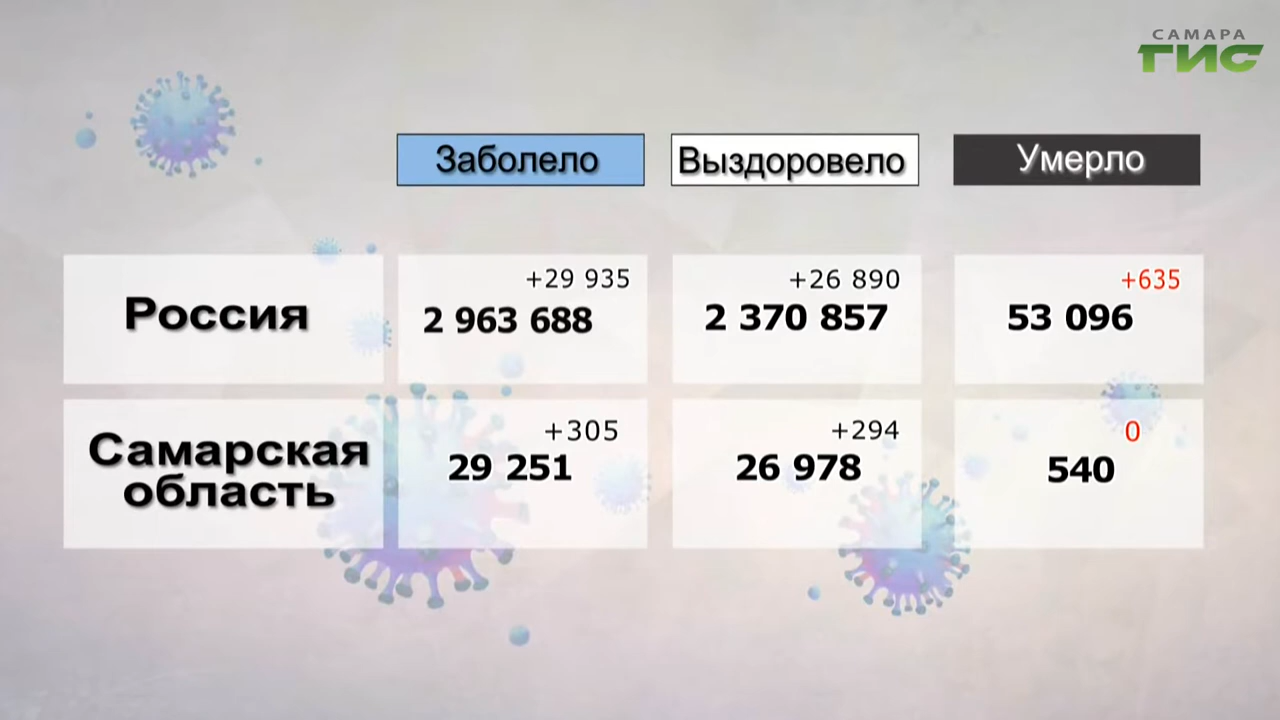 САМАРА
ГИС
Заболело Выздоровело Умерло
+29 935 +26 890 +635
Россия 2 963 688 2 370 857 53 096
+305 +294 0
Самарская 29 251 26 978 540
область